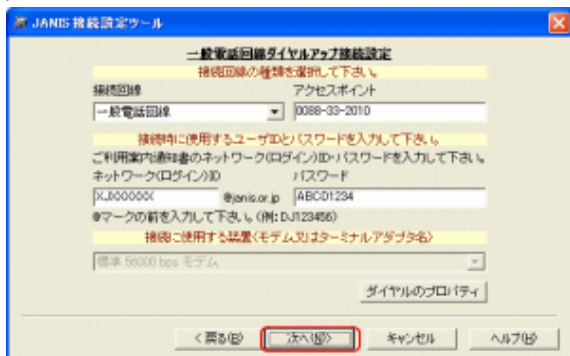 JANIS 接続設定ツール
一般電話回線ダイヤルアップ接続設定
接続回線の種類を選択して下さい。
接続回線 アクセスポイント
一般電話回線 0088-33-2010
接続時に使用するユーザIDとパスワードを入力して下さい。
ご利用案内通知書のネットワーク(ログイン)ID・パスワードを入力して下さい。
ネットワーク(ログイン)ID パスワード
@janis.or.jp ABCD1234
@マークの前を入力して下さい。(例:DJ123456)
接続に使用する装置(モデム又はターミナルアダプタ名)
標準 56000 bps モデム
ダイヤルのプロパティ
< 戻る(B) 次へ(N)> キャンセル ヘルプ(H)